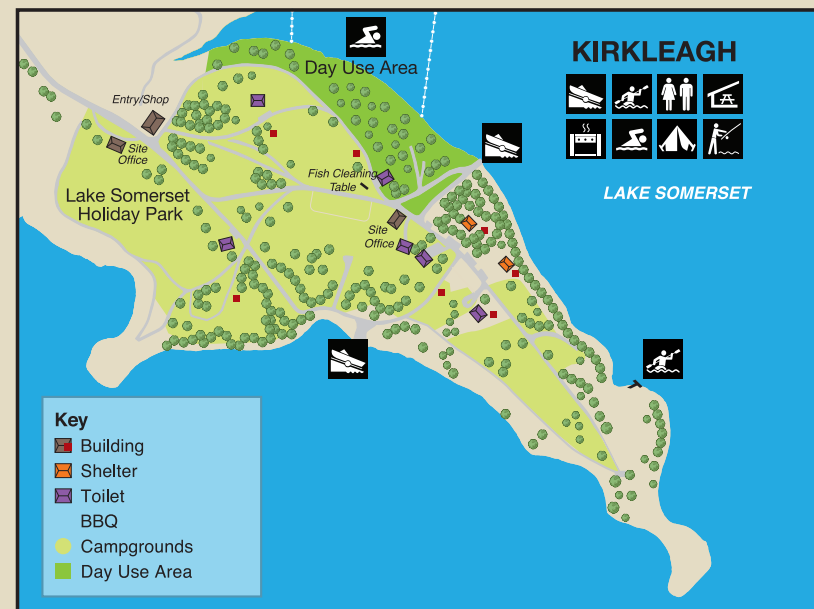 KIRKLEAGH
Day Use Area
Entry/Shop
Site
Office
Fish Cleaning
Table
Lake Somerset
Holiday Park
LAKE SOMERSET
Site
Office
Key
Building
Shelter
Toilet
BBQ
Campgrounds
Day Use Area